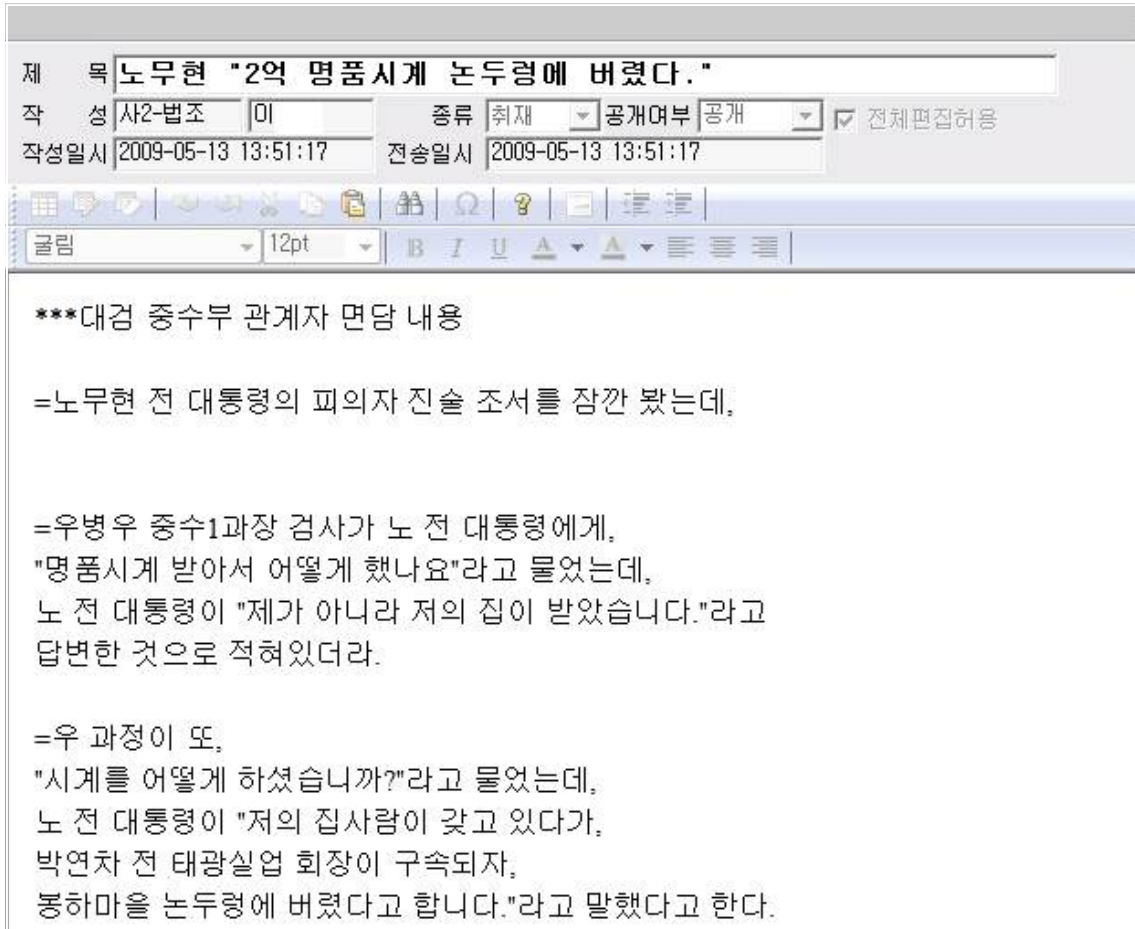 제 목 노무현 "2억 명품시계 논두렁에 버렸다."
작 성 사2-법조 이 종류 취재 공개여부 공개 전체편집허용
작성일시 2009-05-13 13:51:17 전송일시 2009-05-13 13:51:17
굴림 12pt B I U A A
***대검 중수부 관계자 면담 내용
=노무현 전 대통령의 피의자 진술 조서를 잠깐 봤는데,
=우병우 중수1과장 검사가 노 전 대통령에게,
"명품시계 받아서 어떻게 했나요"라고 물었는데,
노 전 대통령이 "제가 아니라 저의 집이 받았습니다."라고
답변한 것으로 적혀있더라.
=우 과정이 또,
"시계를 어떻게 하셨습니까?"라고 물었는데,
노 전 대통령이 "저의 집사람이 갖고 있다가,
박연차 전 태광실업 회장이 구속되자,
봉하마을 논두렁에 버렸다고 합니다."라고 말했다고 한다.